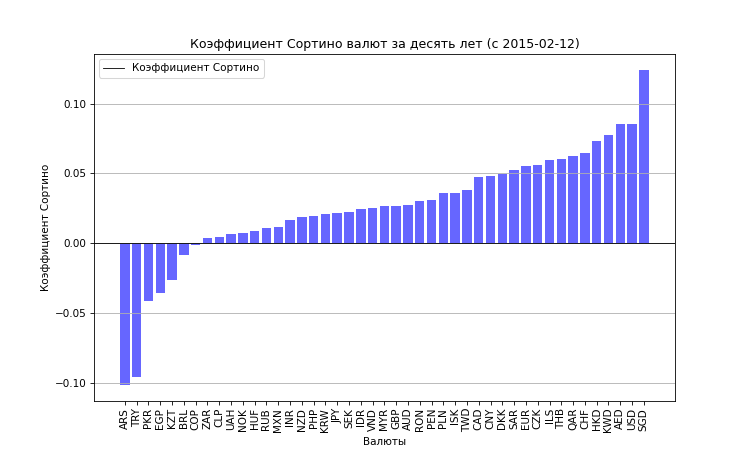 Коэффициент Сортино валют за десять лет (с 2015-02-12)
Коэффициент Сортино
0.10
0.05
0.00
−0.05
−0.10
Коэффициент Сортино
ARS
TRY
PKR
EGP
KZT
BRL
COP
ZAR
CLP
UAH
NOK
HUF
RUB
MXN
INR
NZD
PHP
KRW
JPY
SEK
IDR
VND
MYR
GBP
AUD
RON
PEN
PLN
ISK
TWD
CAD
CNY
DKK
SAR
EUR
CZK
ILS
THB
QAR
CHF
HKD
KWD
AED
USD
SGD
Валюты